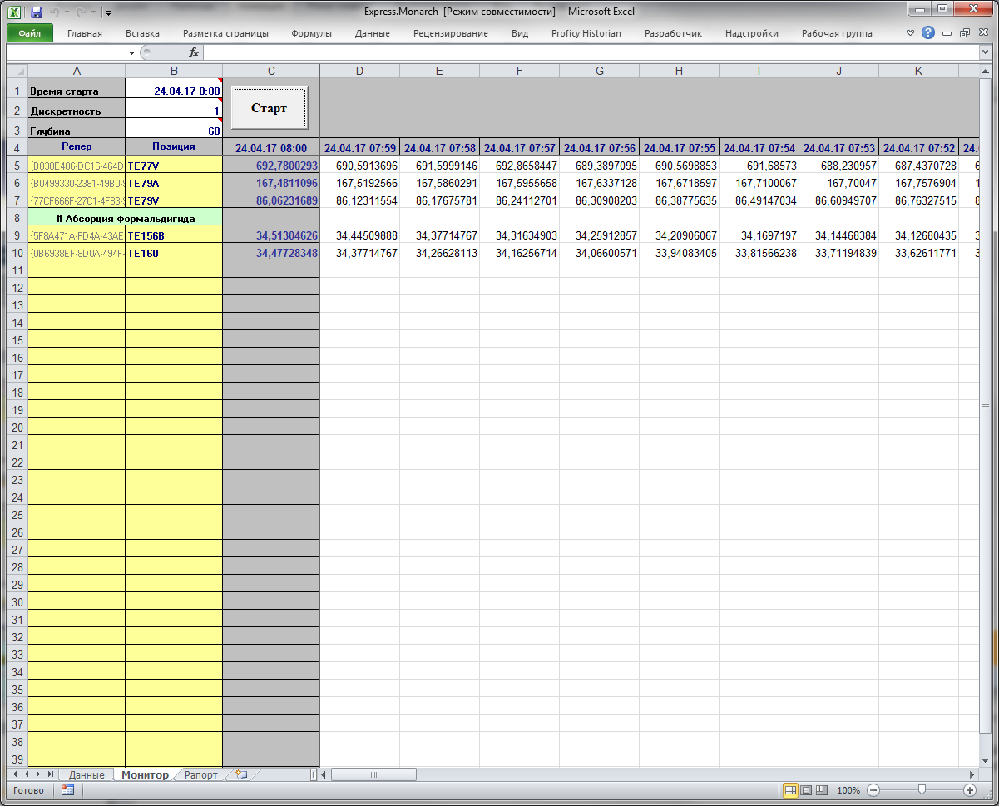 Express.Monarch [Режим совместимости] - Microsoft Excel
Файл Главная Вставка Разметка страницы Формулы Данные Рецензирование Вид Proficy Historian Разработчик Надстройки Рабочая группа
fx
A B C D E F G H I J K
1 Время старта 24.04.17 8:00
Старт
2 Дискретность 1
3 Глубина 60
4 Репер Позиция 24.04.17 08:00 24.04.17 07:59 24.04.17 07:58 24.04.17 07:57 24.04.17 07:56 24.04.17 07:55 24.04.17 07:54 24.04.17 07:53 24.04.17 07:52 24.0
5 {B038E406-DC16-464D TE77V 692,7800293 690,5913696 691,5999146 692,8658447 689,3897095 690,5698853 691,68573 688,230957 687,4370728
6 {B0499330-2381-49B0-9 TE79A 167,4811096 167,5192566 167,5860291 167,5955658 167,6337128 167,6718597 167,7100067 167,70047 167,7576904 1
7 {77CF666F-27C1-4F83-9 TE79V 86,06231689 86,12311554 86,17675781 86,24112701 86,30908203 86,38775635 86,49147034 86,60949707 86,76327515
8 # Абсорция формальдигида
9 {5F8A471A-FD4A-43AE TE156B 34,51304626 34,44509888 34,37714767 34,31634903 34,25912857 34,20906067 34,1697197 34,14468384 34,12680435 3
10 {0B6938EF-8D0A-494F- TE160 34,47728348 34,37714767 34,26628113 34,16256714 34,06600571 33,94083405 33,81566238 33,71194839 33,62611771 3
11
12
13
14
15
16
17
18
19
20
21
22
23
24
25
26
27
28
29
30
31
32
33
34
35
36
37
38
39
Данные Монитор Рапорт
Готово 100%